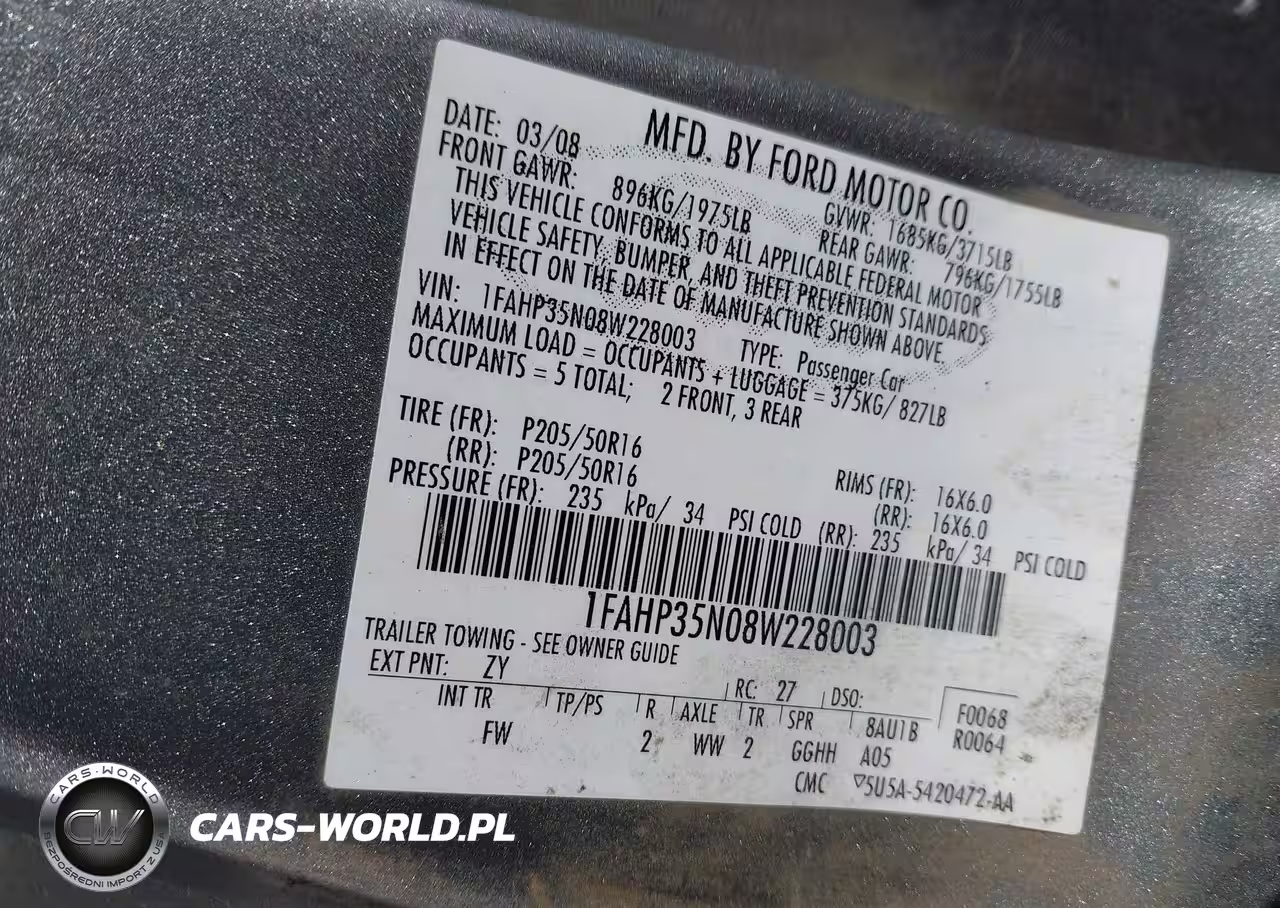 MFD. BY FORD MOTOR CO.
DATE: 03/08 GVWR: 1685KG/3715LB
FRONT GAWR: 896KG/1975LB REAR GAWR: 796KG/1755LB
THIS VEHICLE CONFORMS TO ALL APPLICABLE FEDERAL MOTOR
VEHICLE SAFETY, BUMPER, AND THEFT PREVENTION STANDARDS
IN EFFECT ON THE DATE OF MANUFACTURE SHOWN ABOVE.
VIN: 1FAHP35N08W228003 TYPE: Passenger Car
MAXIMUM LOAD = OCCUPANTS + LUGGAGE = 375KG/ 827LB
OCCUPANTS = 5 TOTAL; 2 FRONT, 3 REAR
TIRE (FR): P205/50R16 RIMS (FR): 16X6.0
(RR): P205/50R16 (RR): 16X6.0
PRESSURE (FR): 235 kPa/ 34 PSI COLD (RR): 235 kPa/ 34 PSI COLD
1FAHP35N08W228003
TRAILER TOWING - SEE OWNER GUIDE
EXT PNT: ZY RC: 27 DSO: F0068
INT TR TP/PS R AXLE TR SPR 8AU1B R0064
FW 2 WW 2 GGHH A05
CMC ▽5U5A-5420472-AA
CARS-WORLD
CW
BEZPOŚREDNI IMPORT Z USA
CARS-WORLD.PL